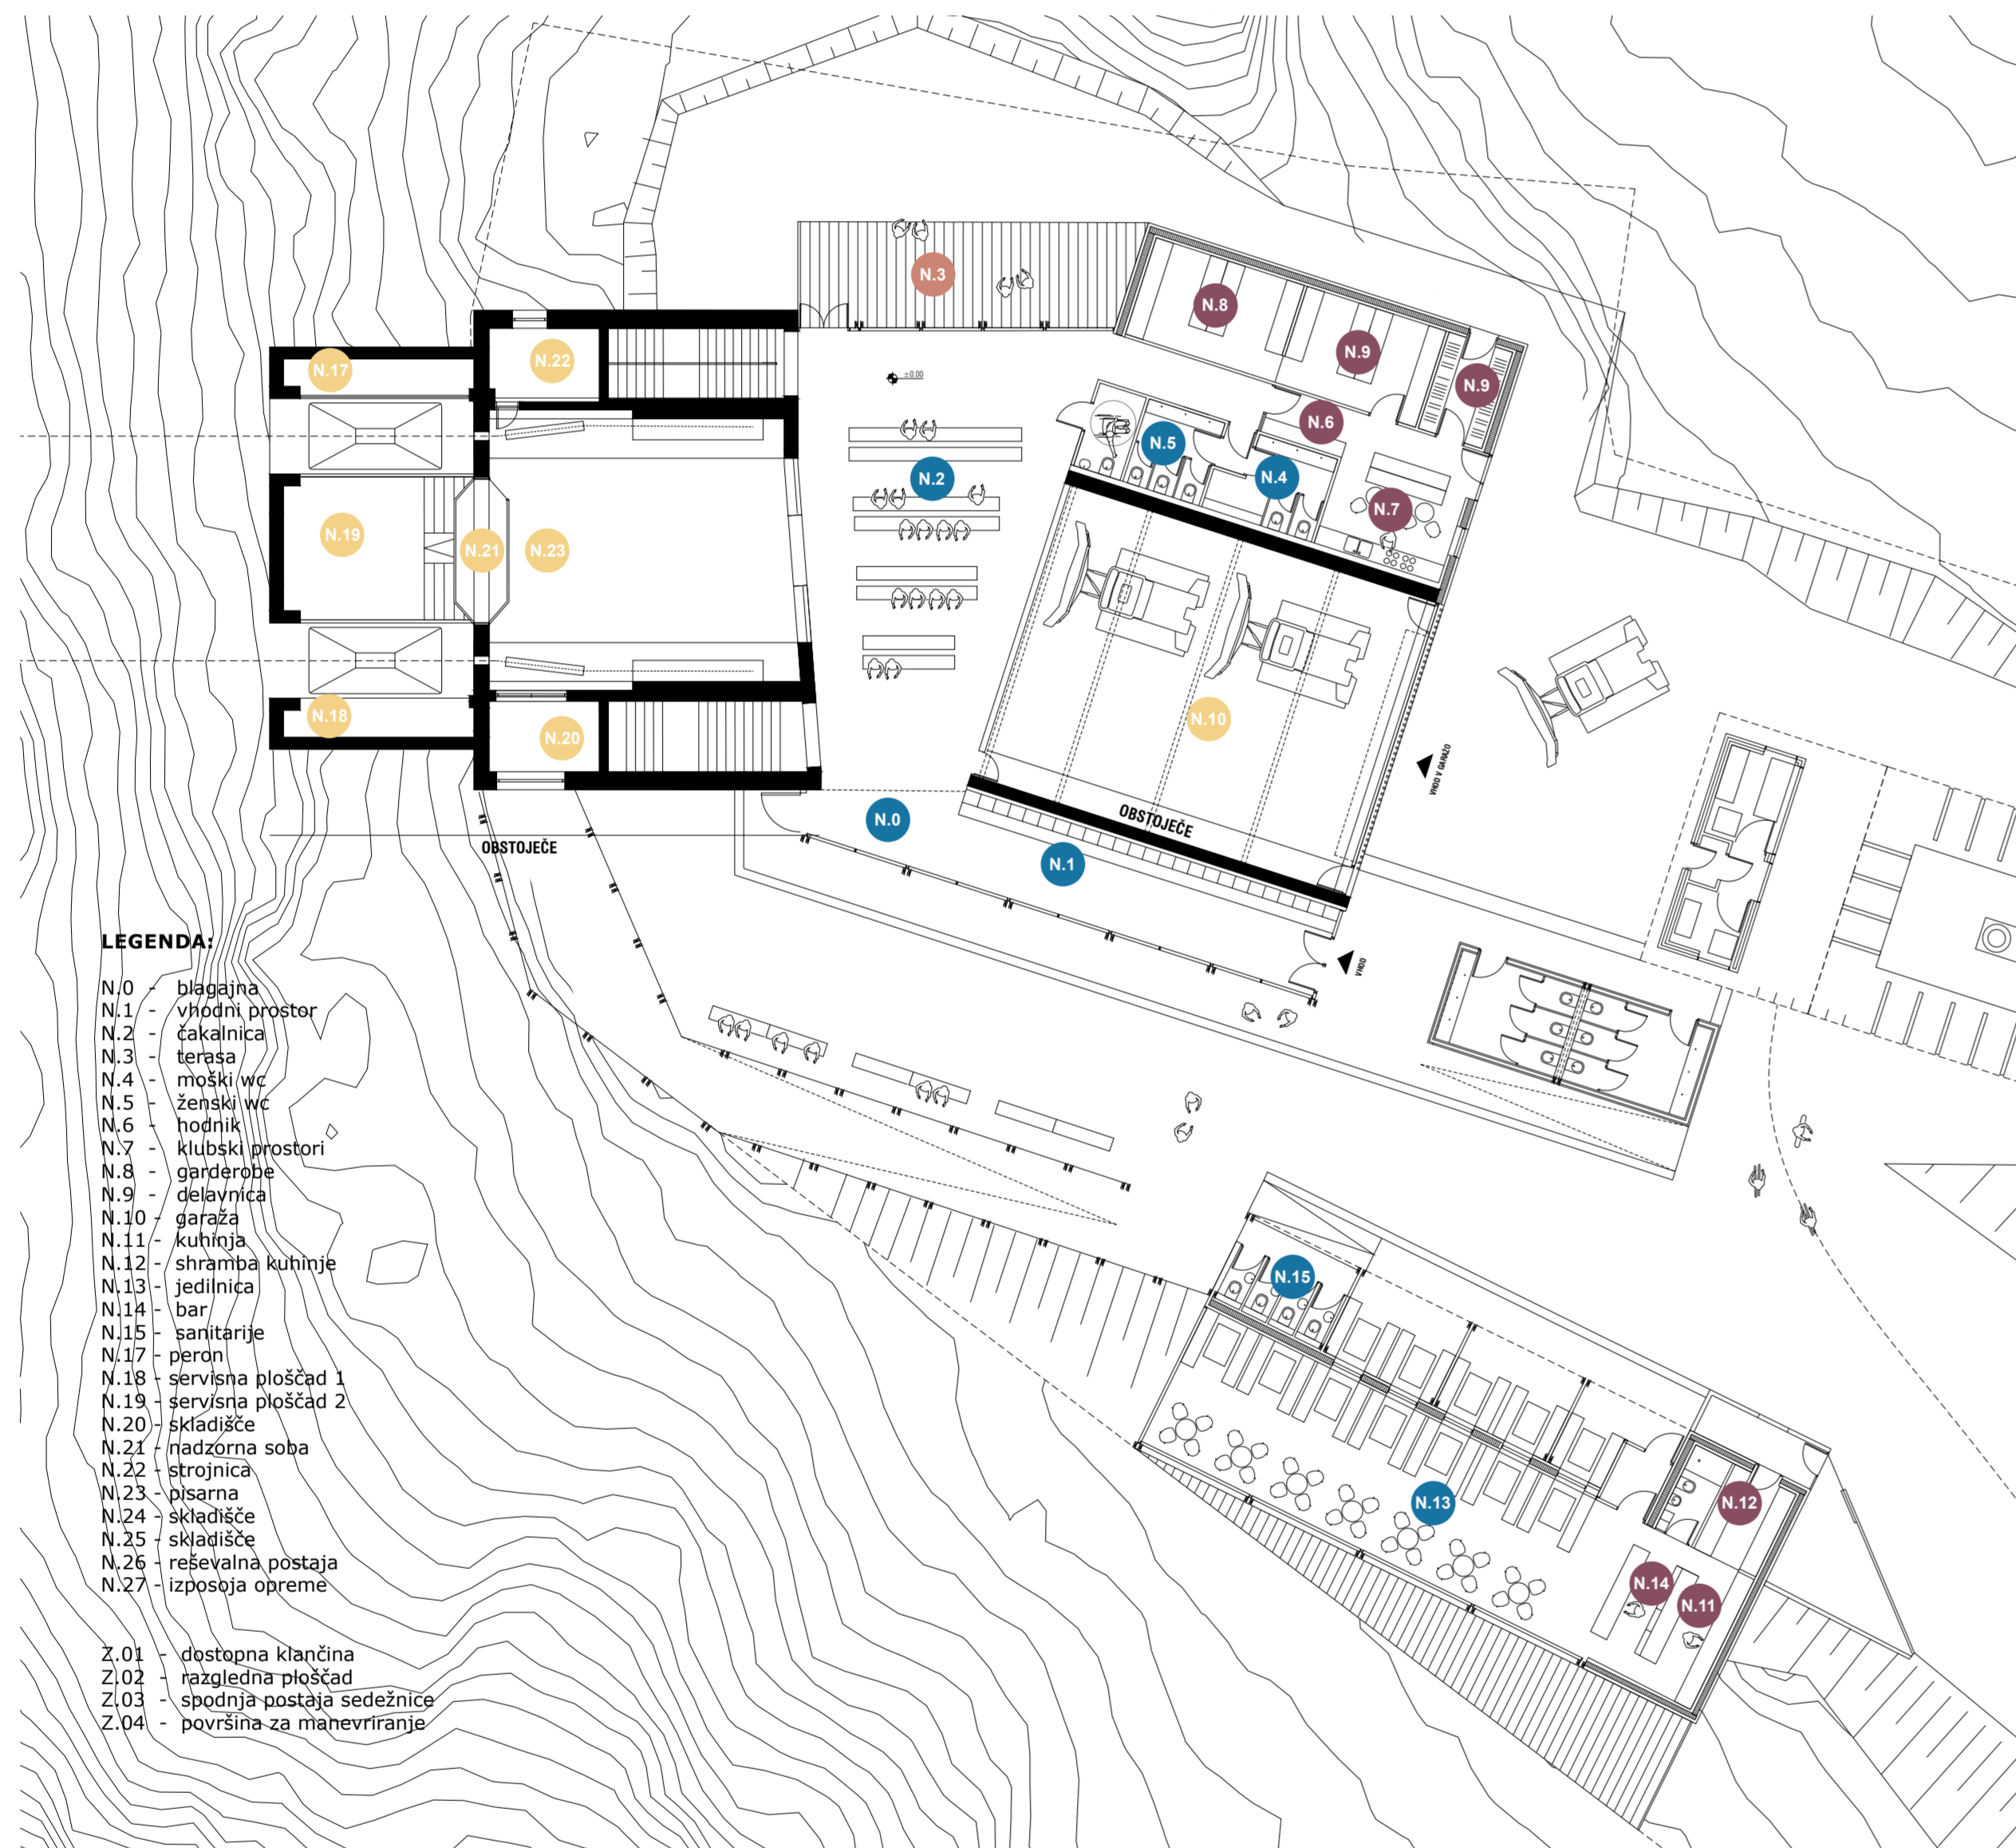 N.3
N.8
N.22
N.9
N.17
±0.00
N.9
N.6
N.5
N.4
N.2
N.7
N.19
N.21
N.23
N.18
N.10
N.20
VHOD V GARAŽO
OBSTOJEČE
N.0
OBSTOJEČE
N.1
VHOD
LEGENDA:
N.0 - blagajna
N.1 - vhodni prostor
N.2 - čakalnica
N.3 - terasa
N.4 - moški wc
N.5 - ženski wc
N.6 - hodnik
N.7 - klubski prostori
N.8 - garderobe
N.9 - delavnica
N.10 - garaža
N.11 - kuhinja
N.12 - shramba kuhinje
N.13 - jedilnica
N.14 - bar
N.15 - sanitarije
N.17 - peron
N.18 - servisna ploščad 1
N.19 - servisna ploščad 2
N.20 - skladišče
N.21 - nadzorna soba
N.22 - strojnica
N.23 - pisarna
N.24 - skladišče
N.25 - skladišče
N.26 - reševalna postaja
N.27 - izposoja opreme
Z.01 - dostopna klančina
Z.02 - razgledna ploščad
Z.03 - spodnja postaja sedežnice
Z.04 - površina za manevriranje
N.15
N.13
N.12
N.14
N.11